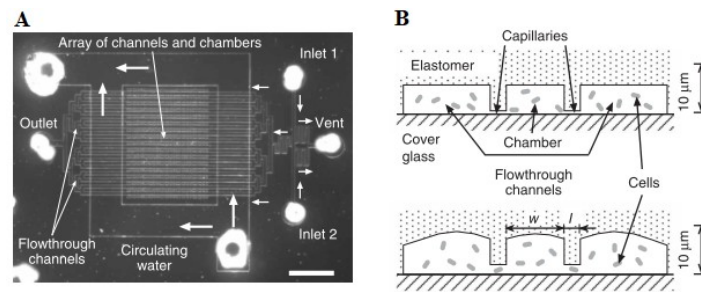 A
Array of channels and chambers
Inlet 1
Outlet
Vent
Flowthrough
channels
Circulating
water
Inlet 2
B
Capillaries
Elastomer
10 µm
Cover
glass
Chamber
Flowthrough
channels
Cells
w
l
10 µm